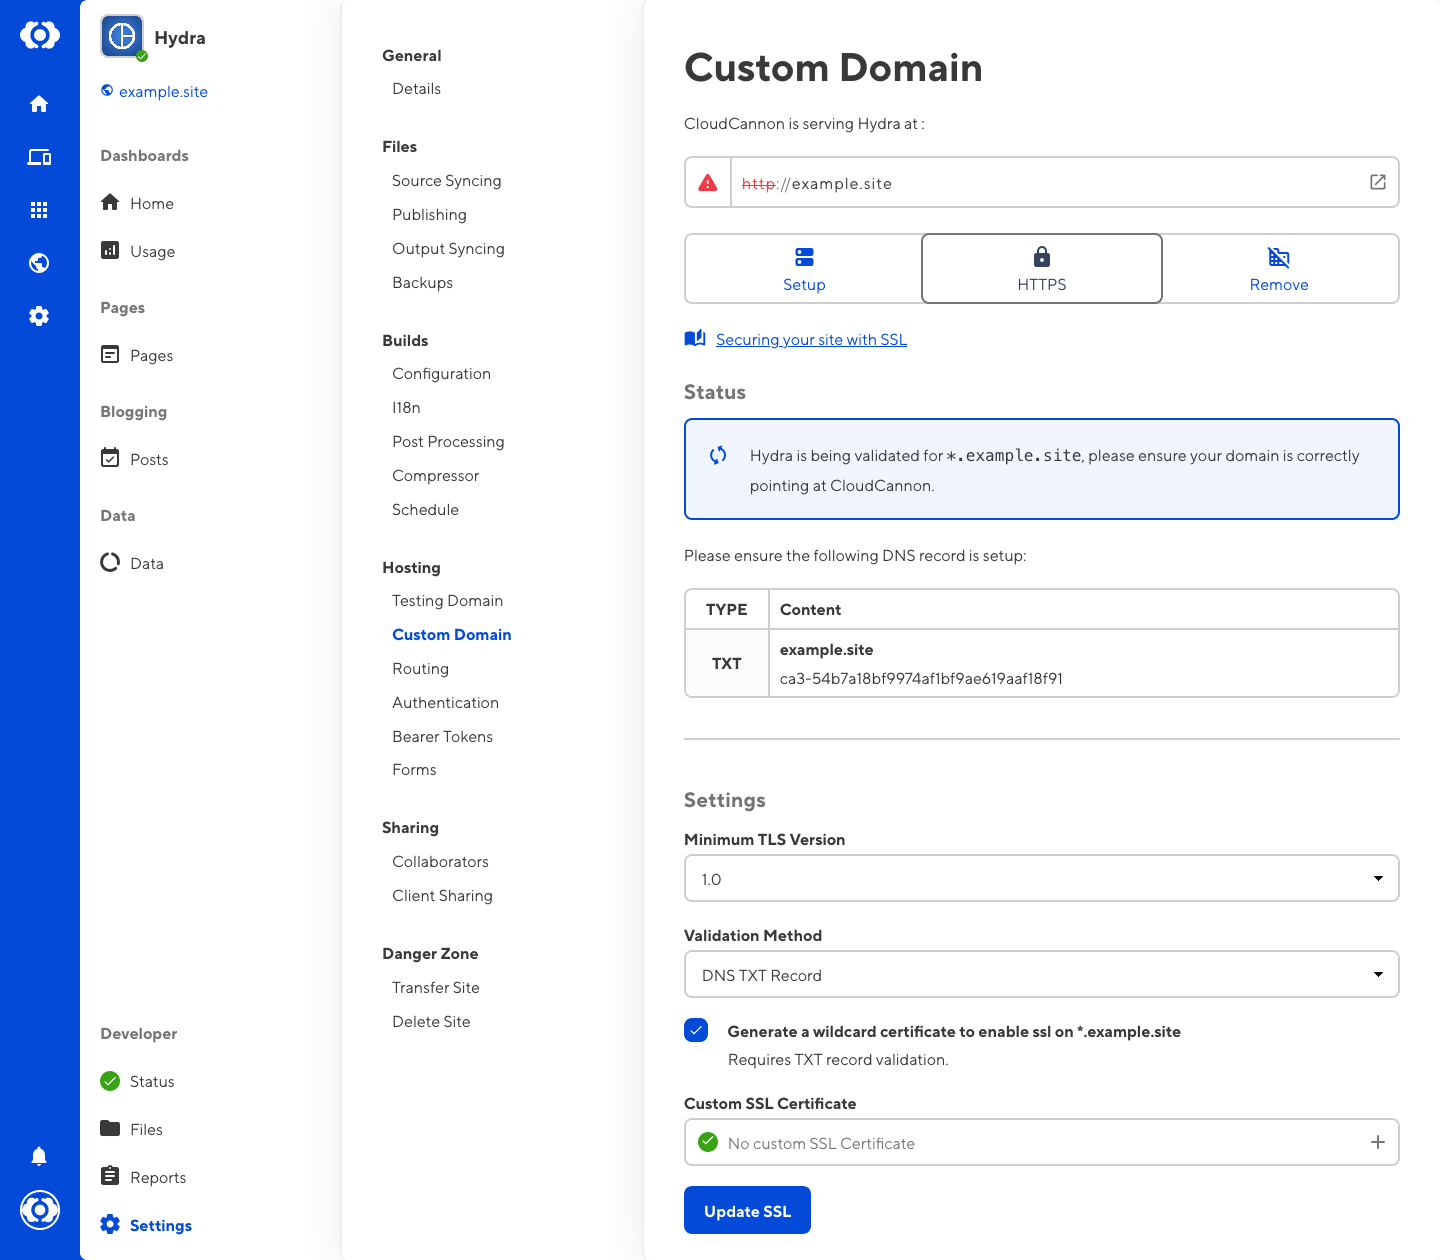 Hydra
example.site
Dashboards
Home
Usage
Pages
Pages
Blogging
Posts
Data
Data
Developer
Status
Files
Reports
Settings
General
Details
Files
Source Syncing
Publishing
Output Syncing
Backups
Builds
Configuration
I18n
Post Processing
Compressor
Schedule
Hosting
Testing Domain
Custom Domain
Routing
Authentication
Bearer Tokens
Forms
Sharing
Collaborators
Client Sharing
Danger Zone
Transfer Site
Delete Site
Custom Domain
CloudCannon is serving Hydra at :
http://example.site
Setup
HTTPS
Remove
Securing your site with SSL
Status
Hydra is being validated for *.example.site, please ensure your domain is correctly
pointing at CloudCannon.
Please ensure the following DNS record is setup:
TYPE Content
TXT
example.site
ca3-54b7a18bf9974af1bf9ae619aaf18f91
Settings
Minimum TLS Version
1.0
Validation Method
DNS TXT Record
Generate a wildcard certificate to enable ssl on *.example.site
Requires TXT record validation.
Custom SSL Certificate
No custom SSL Certificate
Update SSL